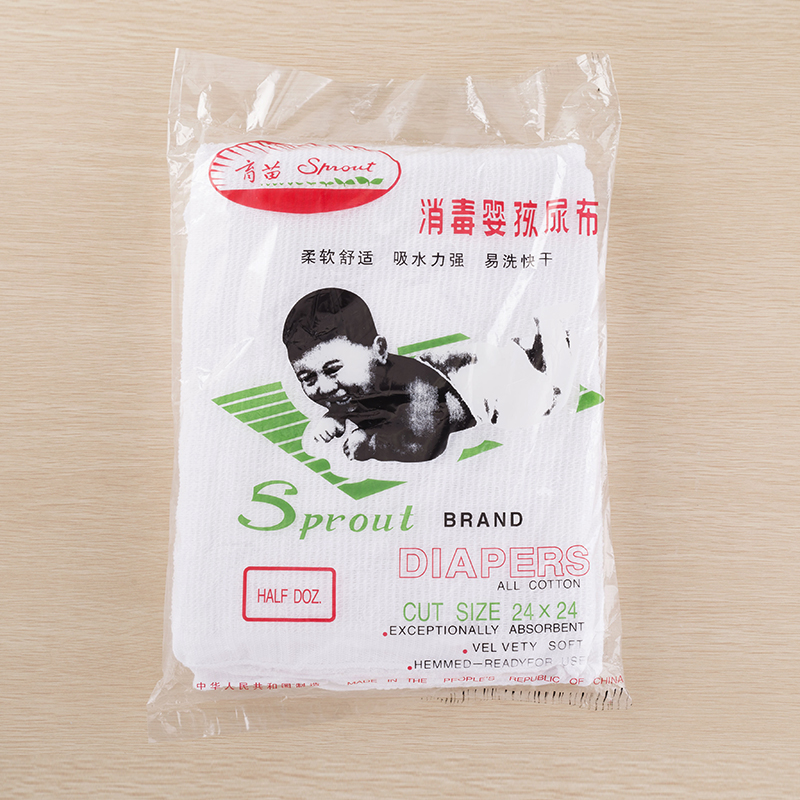 育苗 Sprout
消毒婴孩尿布
柔软舒适 吸水力强 易洗快干
Sprout BRAND
DIAPERS
ALL COTTON
HALF DOZ.
CUT SIZE 24×24
•EXCEPTIONALLY ABSORBENT
•VELVETY SOFT
•HEMMED—READYFOR USE
中华人民共和国制造 MADE IN THE PEOPLE'S REPUBLIC OF CHINA